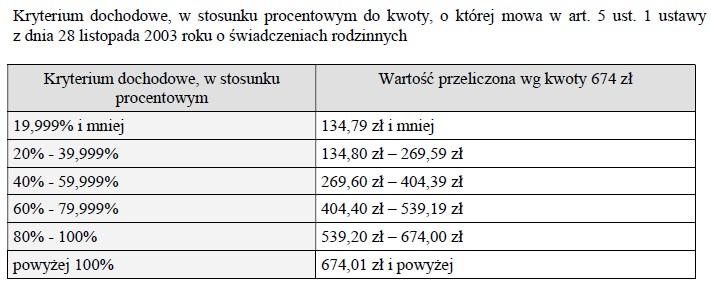 Kryterium dochodowe, w stosunku procentowym do kwoty, o której mowa w art. 5 ust. 1 ustawy
z dnia 28 listopada 2003 roku o świadczeniach rodzinnych
Kryterium dochodowe, w stosunku
procentowym
Wartość przeliczona wg kwoty 674 zł
19,999% i mniej
134,79 zł i mniej
20% - 39,999%
134,80 zł – 269,59 zł
40% - 59,999%
269,60 zł – 404,39 zł
60% - 79,999%
404,40 zł – 539,19 zł
80% - 100%
539,20 zł – 674,00 zł
powyżej 100%
674,01 zł i powyżej